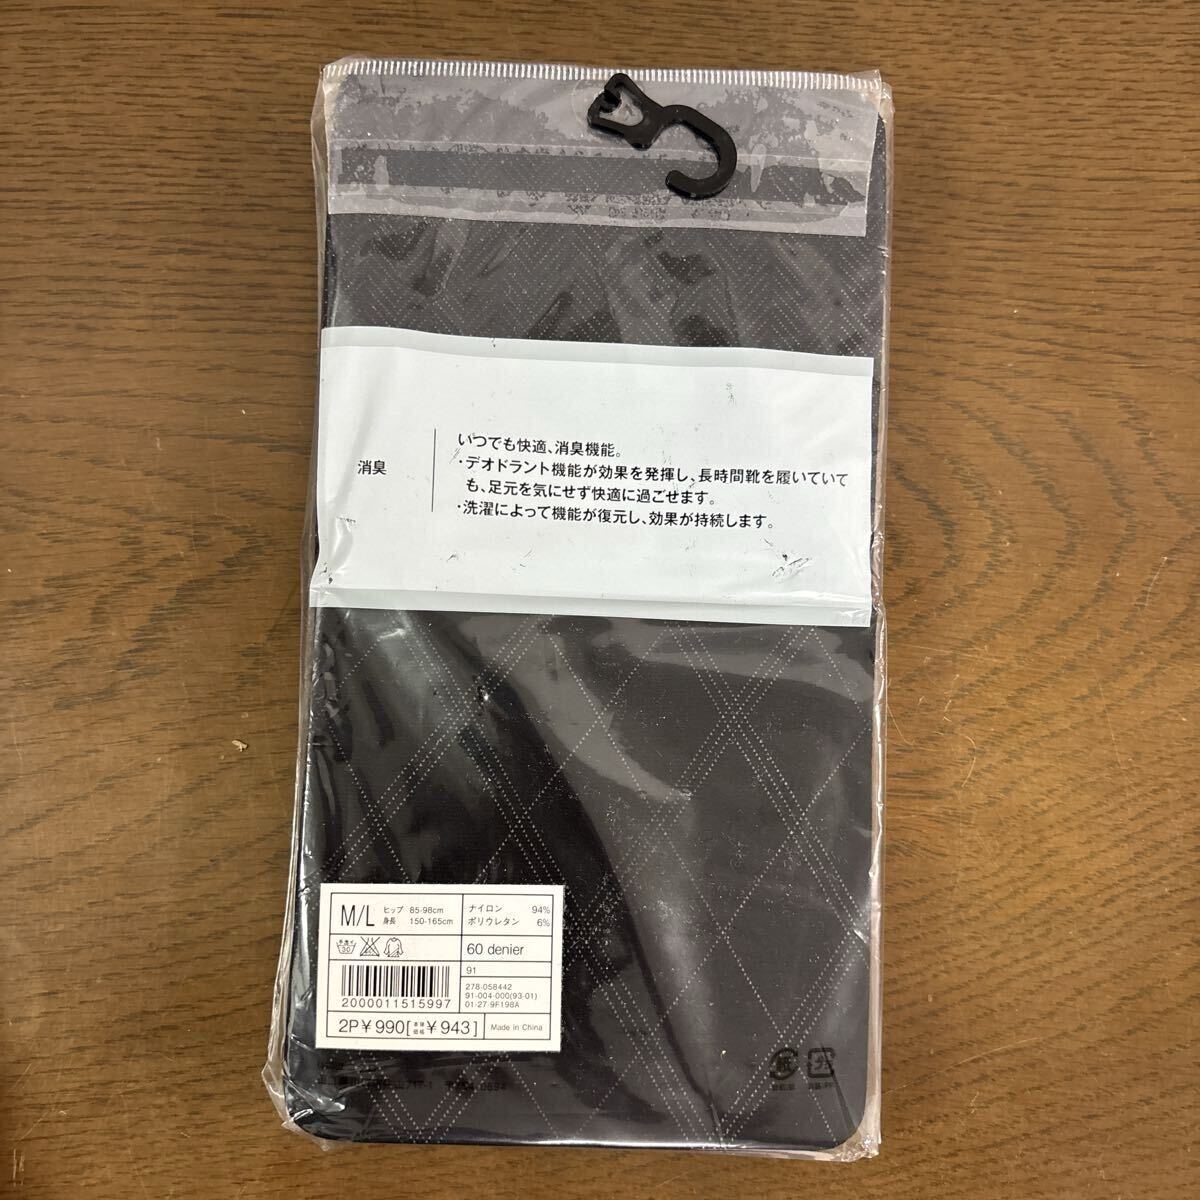 消臭
いつでも快適、消臭機能。
・デオドラント機能が効果を発揮し、長時間靴を履いていて
も、足元を気にせず快適に過ごせます。
・洗濯によって機能が復元し、効果が持続します。
M/L ヒップ 85-98cm
身長 150-165cm
ナイロン 94%
ポリウレタン 6%
60 denier
91
278-058442
91-004-000(93-01)
01-27 9F198A
2000011515997
2P￥990[本体価格￥943]
Made in China